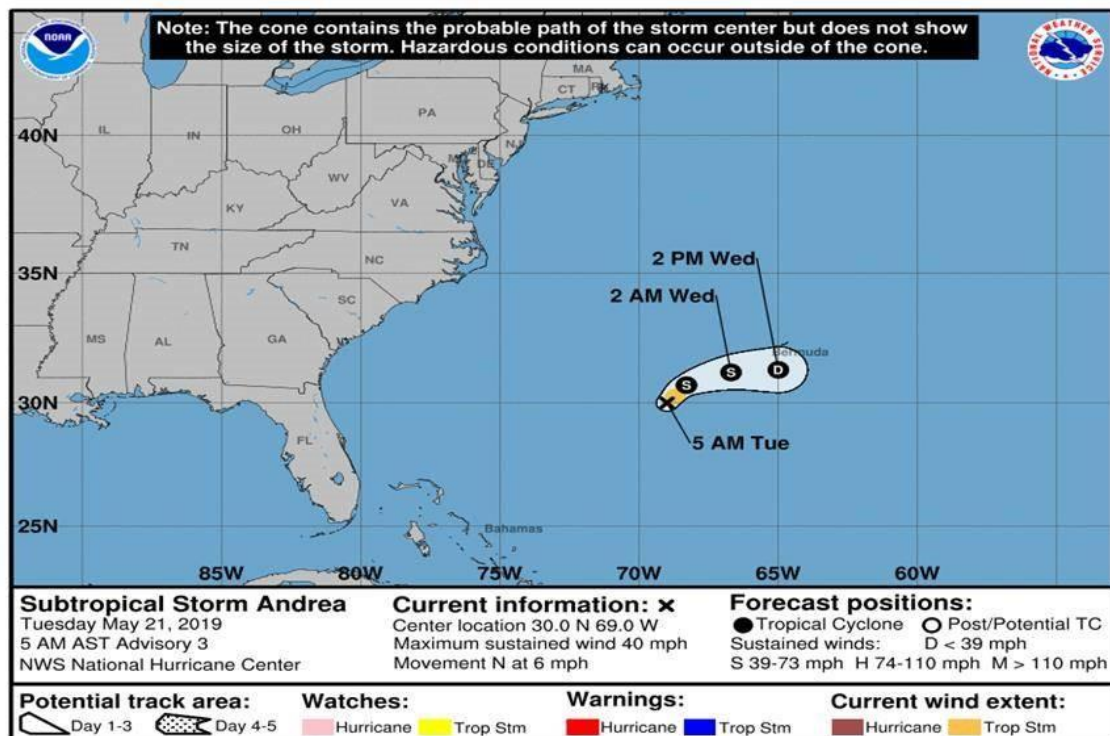 Note: The cone contains the probable path of the storm center but does not show
the size of the storm. Hazardous conditions can occur outside of the cone.
NOAA
MA
CT
PA
40N
IL
IN
OH
NJ
DE
WV
VA
KY
TN
NC
35N
2 PM Wed
2 AM Wed
SC
Bermuda
MS
AL
GA
S
S
D
30N
5 AM Tue
FL
25N
Bahamas
85W
80W
75W
70W
65W
60W
Subtropical Storm Andrea
Tuesday May 21, 2019
5 AM AST Advisory 3
NWS National Hurricane Center
Current information: ×
Center location 30.0 N 69.0 W
Maximum sustained wind 40 mph
Movement N at 6 mph
Forecast positions:
Tropical Cyclone Post/Potential TC
Sustained winds: D < 39 mph
S 39-73 mph H 74-110 mph M > 110 mph
Potential track area:
Day 1-3 Day 4-5
Watches:
Hurricane Trop Stm
Warnings:
Hurricane Trop Stm
Current wind extent:
Hurricane Trop Stm